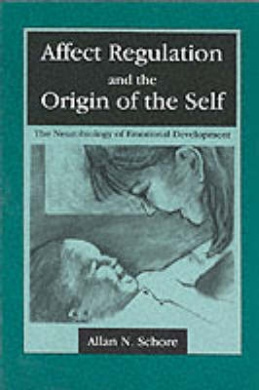 Affect Regulation
and the
Origin of the Self
The Neurobiology of Emotional Development
Allan N. Schore